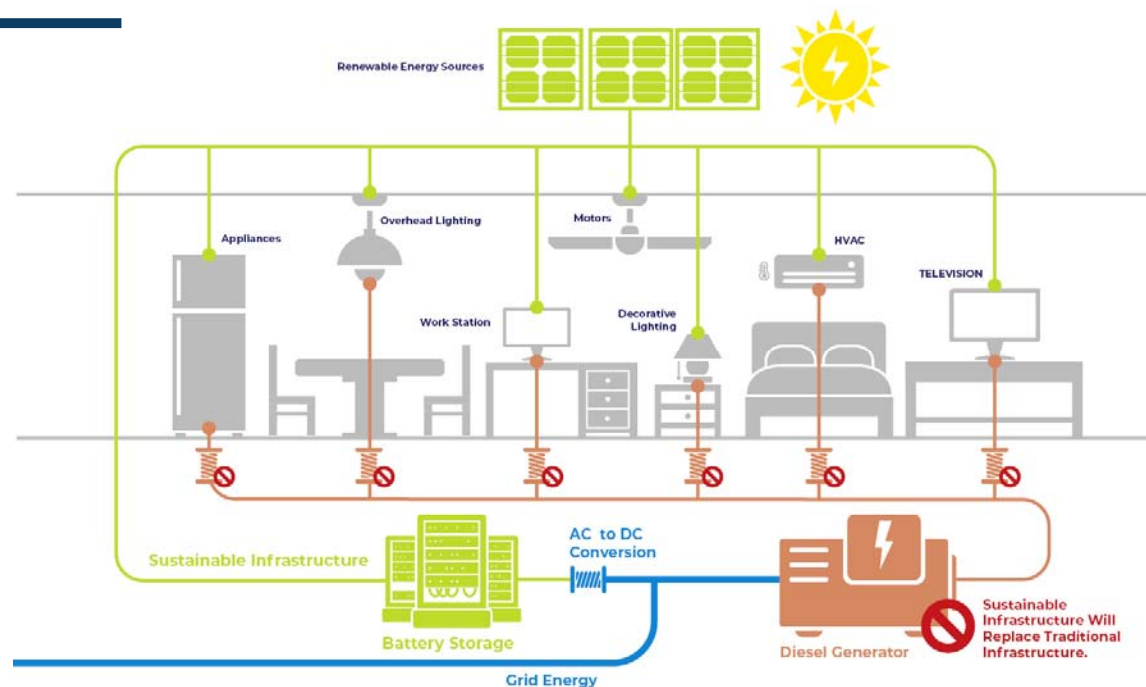 Renewable Energy Sources
Appliances
Overhead Lighting
Motors
HVAC
TELEVISION
Work Station
Decorative
Lighting
Sustainable Infrastructure
AC to DC
Conversion
Battery Storage
Diesel Generator
Sustainable
Infrastructure Will
Replace Traditional
Infrastructure.
Grid Energy